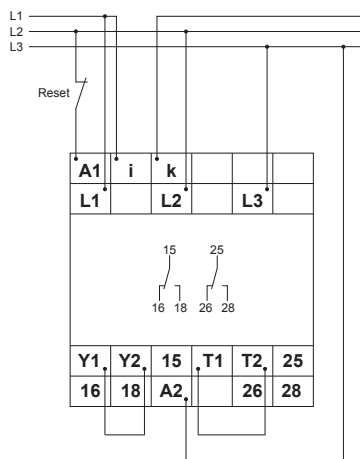 L1
L2
L3
Reset
A1 i k
L1 L2 L3
15 25
16 18 26 28
Y1 Y2 15 T1 T2 25
16 18 A2 26 28